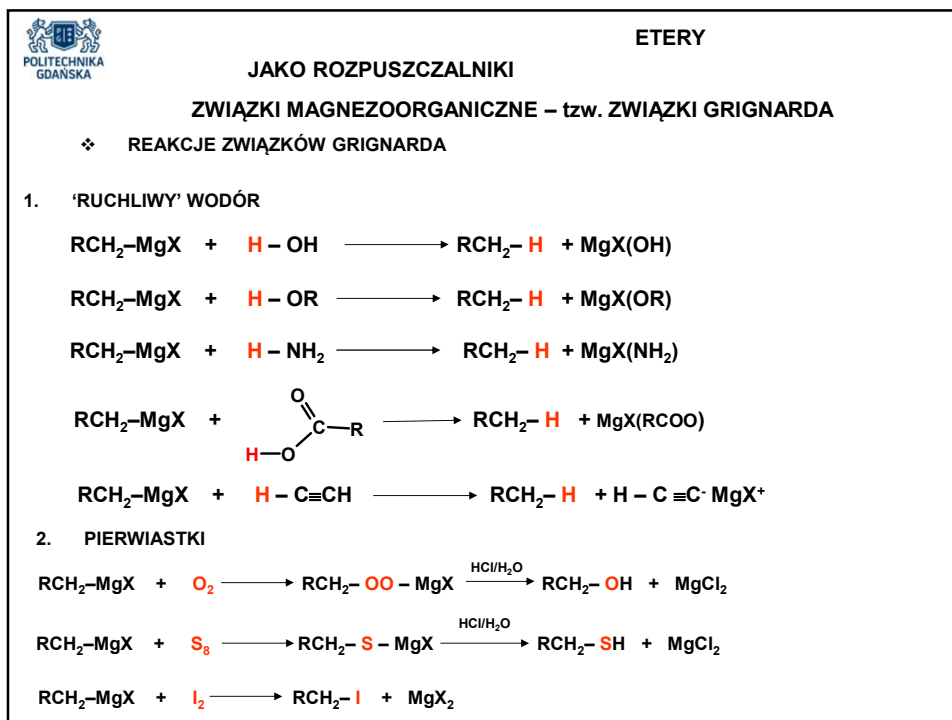 POLITECHNIKA
GDAŃSKA
ETERY
JAKO ROZPUSZCZALNIKI
ZWIĄZKI MAGNEZOORGANICZNE – tzw. ZWIĄZKI GRIGNARDA
❖ REAKCJE ZWIĄZKÓW GRIGNARDA
1. ‘RUCHLIWY’ WODÓR
RCH₂–MgX + H – OH ⟶ RCH₂– H + MgX(OH)
RCH₂–MgX + H – OR ⟶ RCH₂– H + MgX(OR)
RCH₂–MgX + H – NH₂ ⟶ RCH₂– H + MgX(NH₂)
O
RCH₂–MgX + C–R ⟶ RCH₂– H + MgX(RCOO)
H–O
RCH₂–MgX + H – C≡CH ⟶ RCH₂– H + H – C ≡C⁻ MgX⁺
2. PIERWIASTKI
HCl/H₂O
RCH₂–MgX + O₂ ⟶ RCH₂– OO – MgX ⟶ RCH₂– OH + MgCl₂
HCl/H₂O
RCH₂–MgX + S₈ ⟶ RCH₂– S – MgX ⟶ RCH₂– SH + MgCl₂
RCH₂–MgX + I₂ ⟶ RCH₂– I + MgX₂